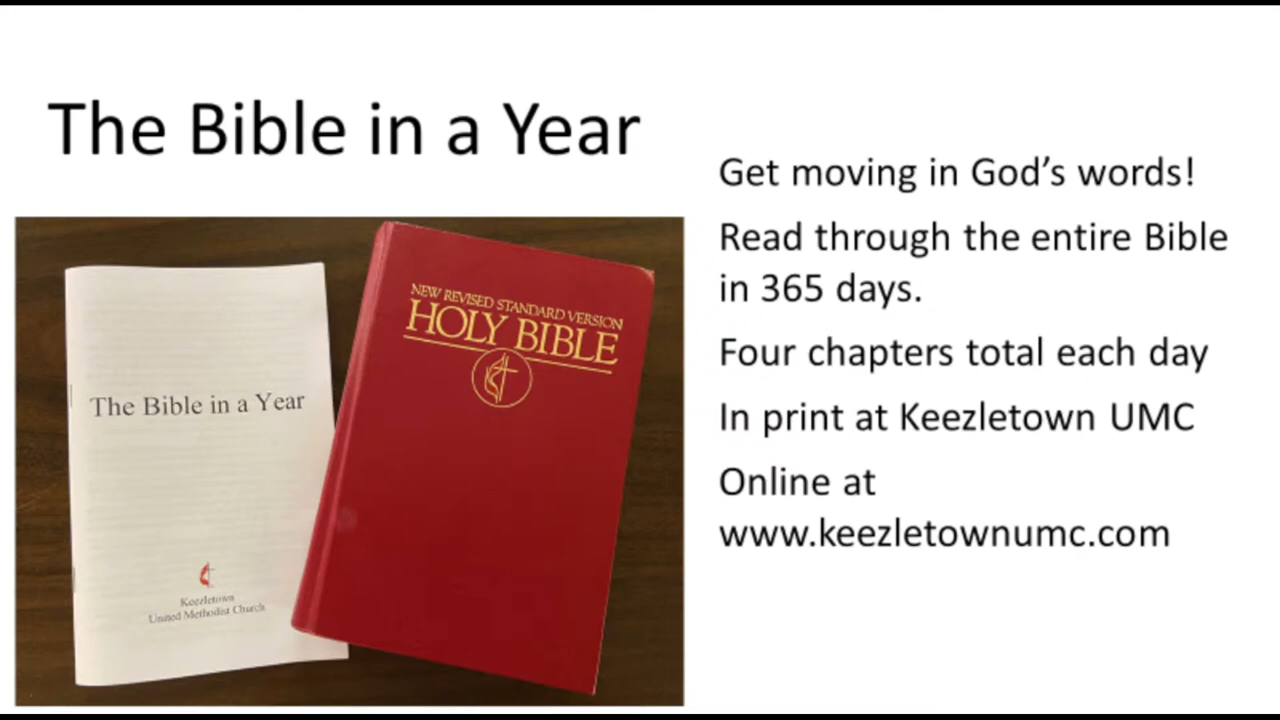 The Bible in a Year
Get moving in God’s words!
Read through the entire Bible
in 365 days.
Four chapters total each day
In print at Keezletown UMC
Online at
www.keezletownumc.com
The Bible in a Year
Keezletown
United Methodist Church
NEW REVISED STANDARD VERSION
HOLY BIBLE